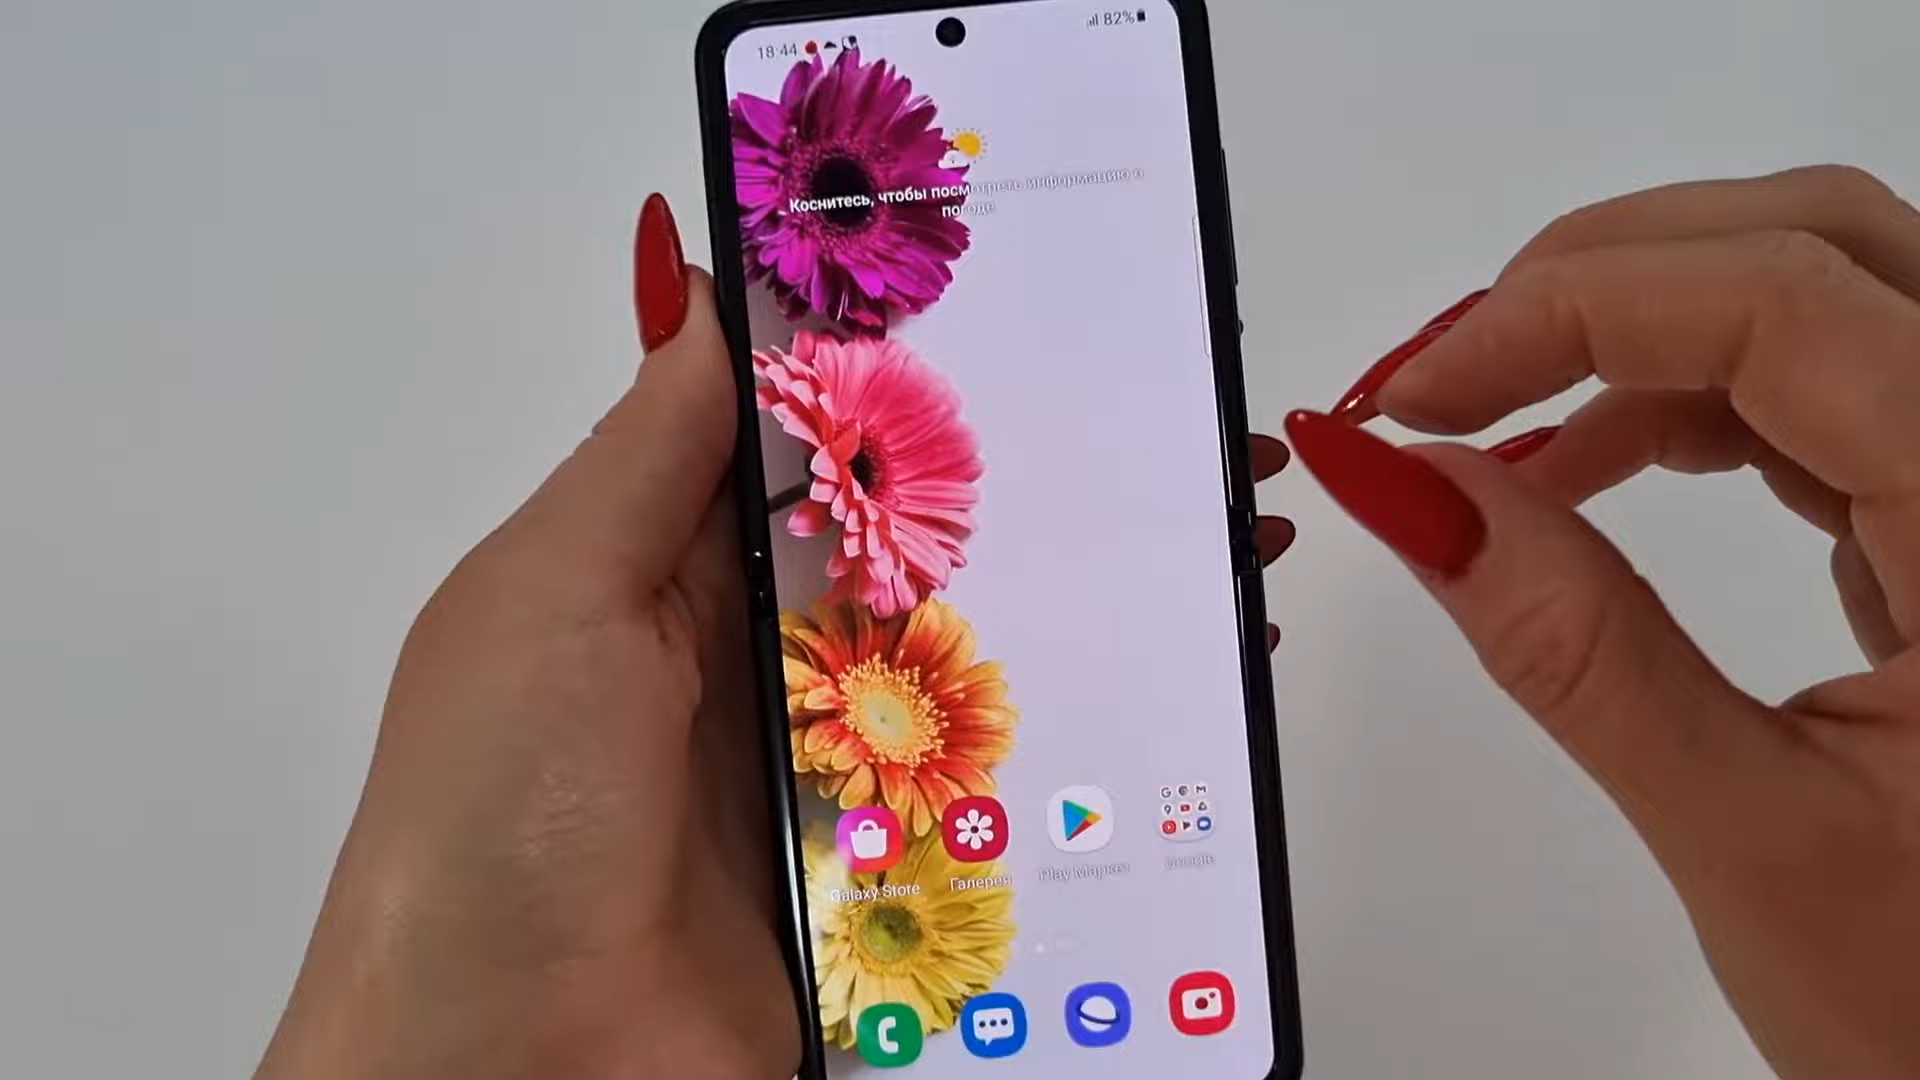 18:44
82%
Коснитесь, чтобы посмотреть информацию о
погоде
Galaxy Store
Галерея
Play Маркет
Google